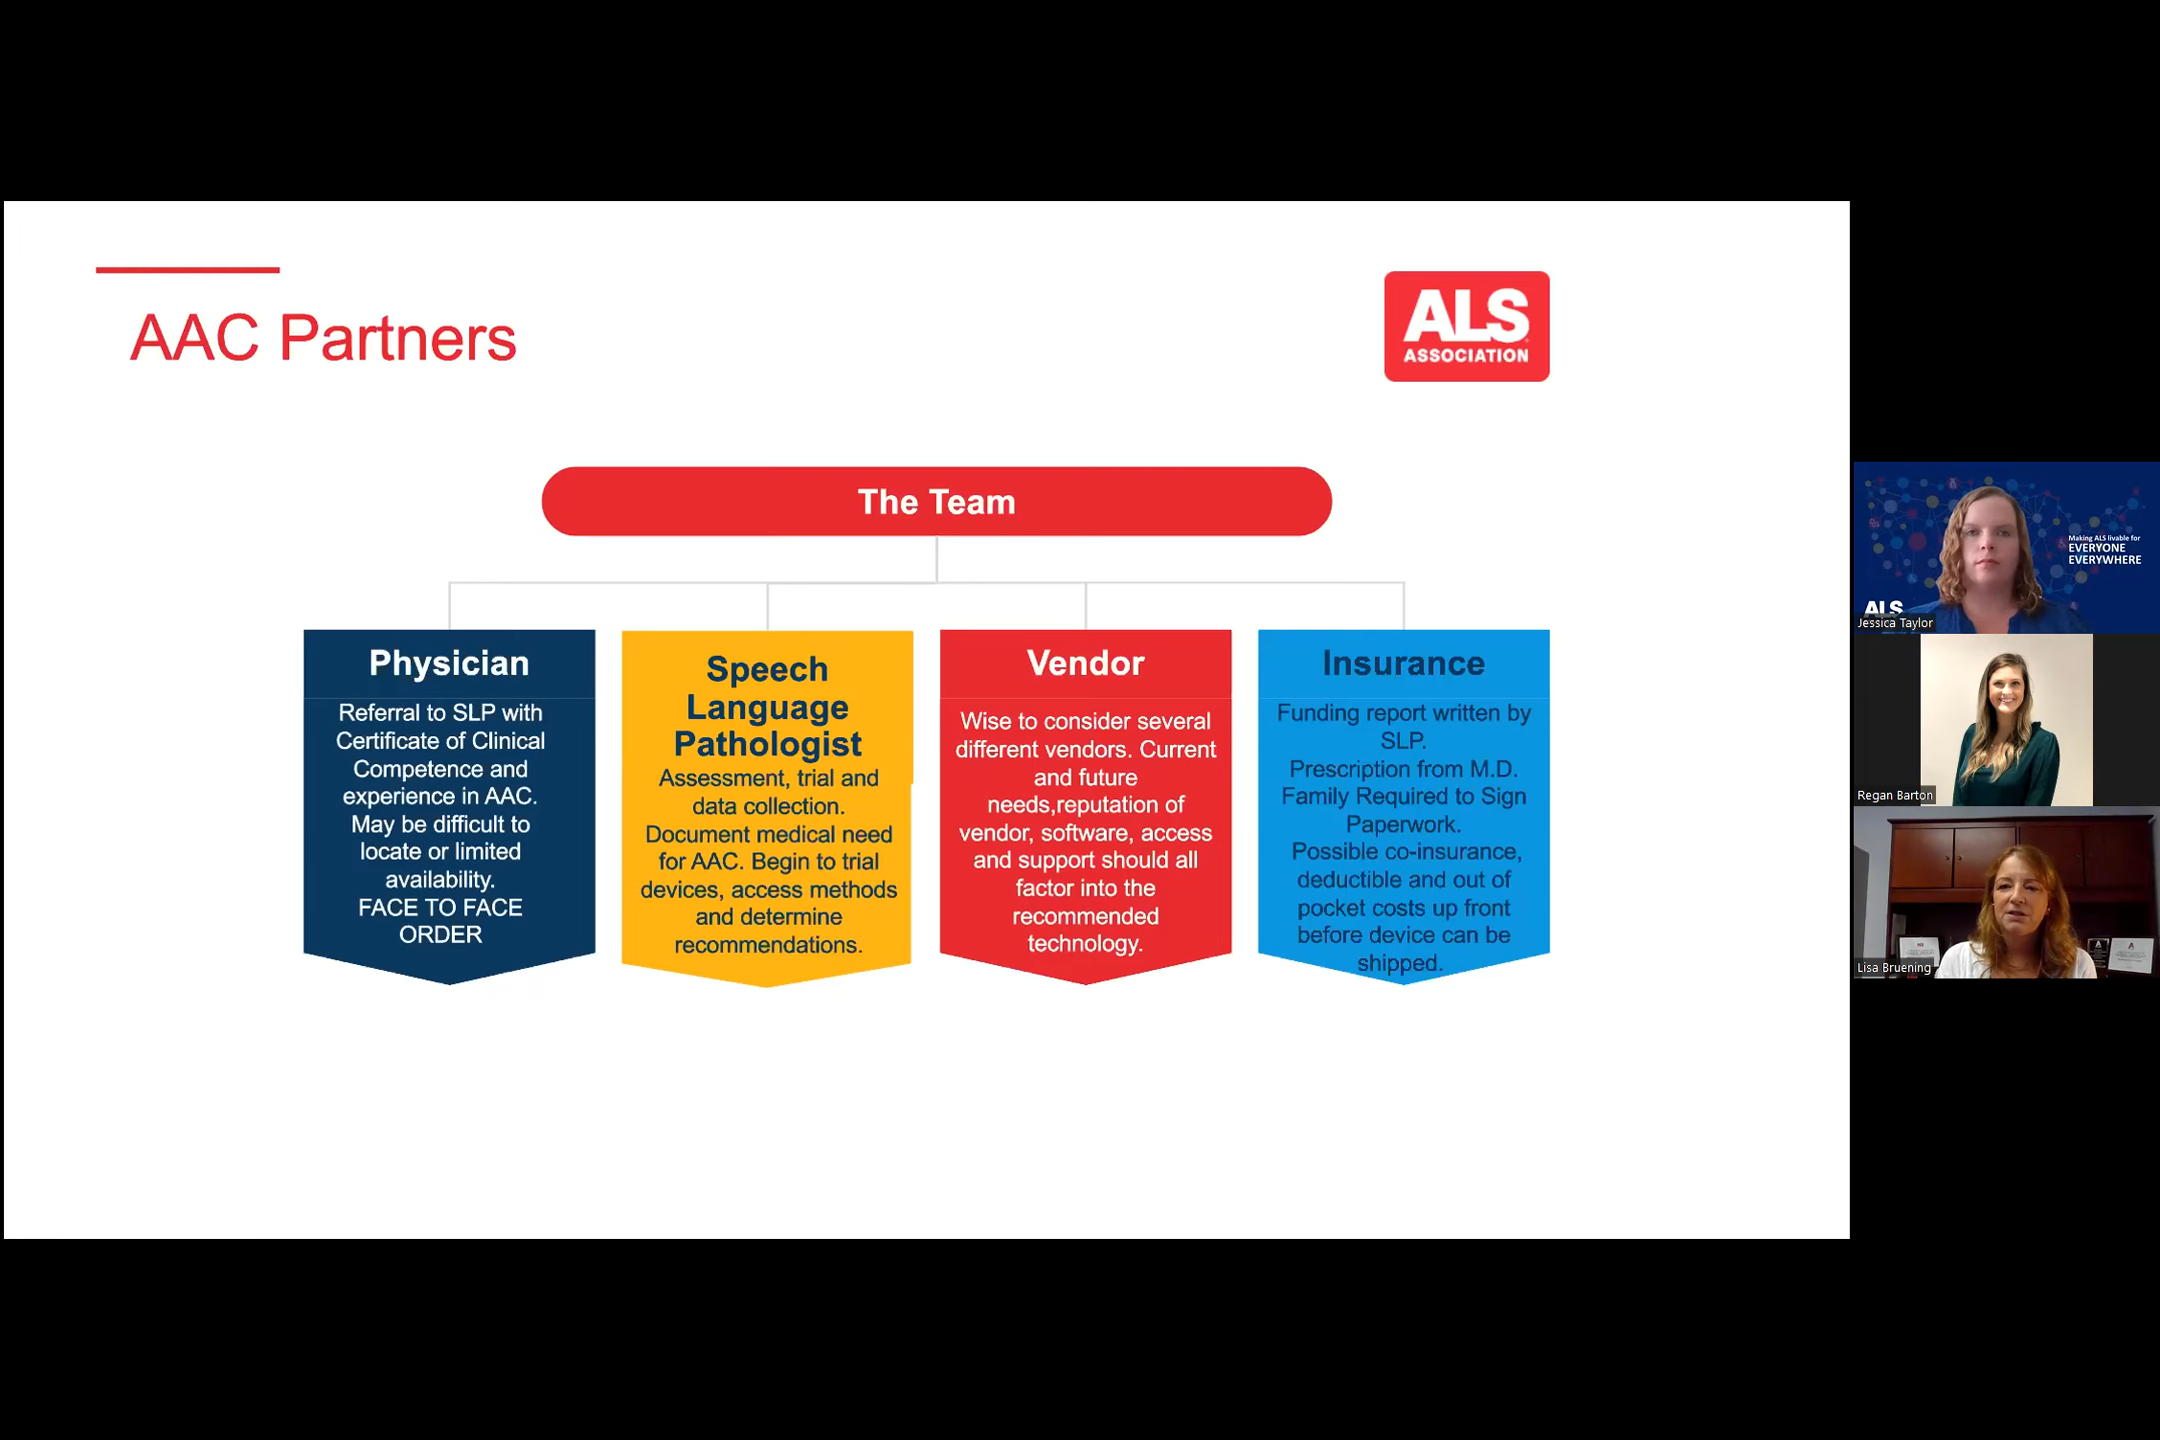 AAC Partners
ALS
ASSOCIATION
The Team
Physician
Referral to SLP with
Certificate of Clinical
Competence and
experience in AAC.
May be difficult to
locate or limited
availability.
FACE TO FACE
ORDER
Speech
Language
Pathologist
Assessment, trial and
data collection.
Document medical need
for AAC. Begin to trial
devices, access methods
and determine
recommendations.
Vendor
Wise to consider several
different vendors. Current
and future
needs,reputation of
vendor, software, access
and support should all
factor into the
recommended
technology.
Insurance
Funding report written by
SLP.
Prescription from M.D.
Family Required to Sign
Paperwork.
Possible co-insurance,
deductible and out of
pocket costs up front
before device can be
shipped.
Making ALS livable for
EVERYONE
EVERYWHERE
ALS
Jessica Taylor
Regan Barton
Lisa Bruening